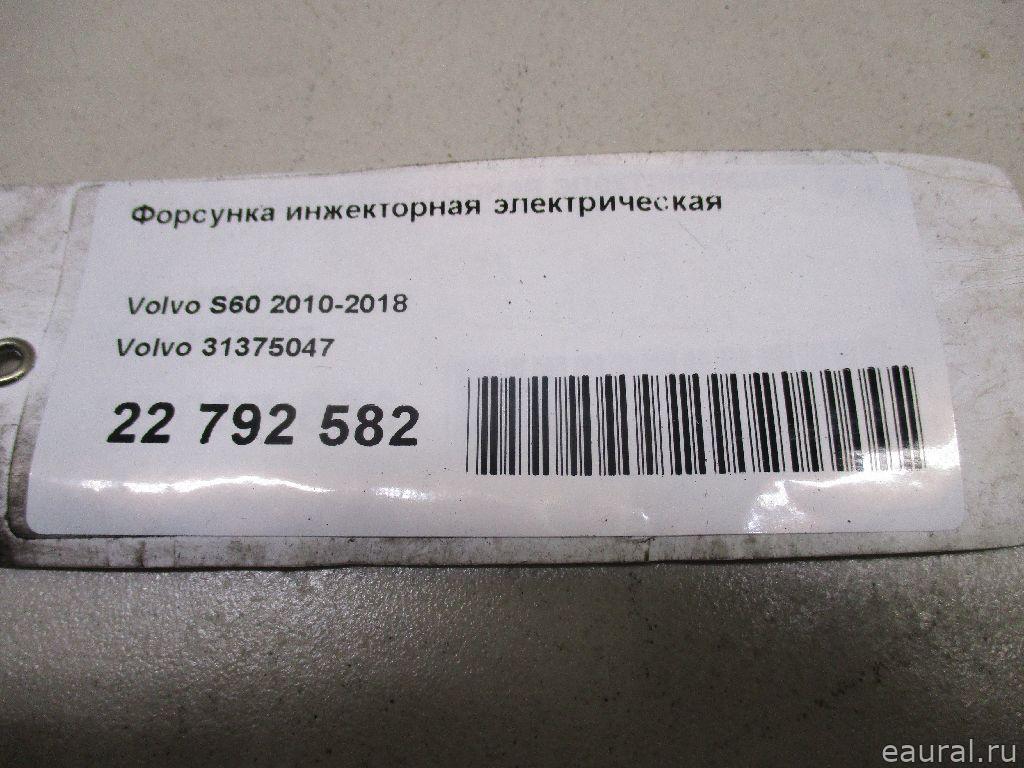 Форсунка инжекторная электрическая
Volvo S60 2010-2018
Volvo 31375047
22 792 582
eaural.ru